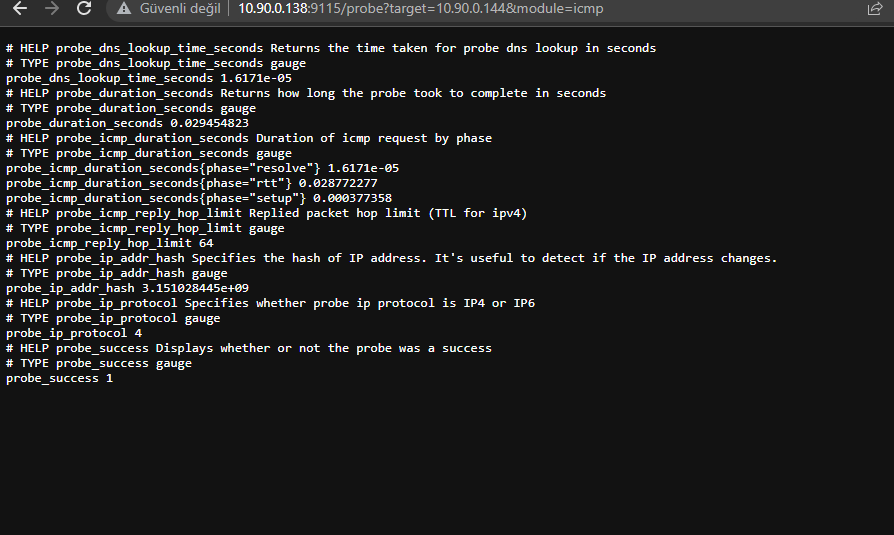 Güvenli değil 10.90.0.138:9115/probe?target=10.90.0.144&module=icmp
# HELP probe_dns_lookup_time_seconds Returns the time taken for probe dns lookup in seconds
# TYPE probe_dns_lookup_time_seconds gauge
probe_dns_lookup_time_seconds 1.6171e-05
# HELP probe_duration_seconds Returns how long the probe took to complete in seconds
# TYPE probe_duration_seconds gauge
probe_duration_seconds 0.029454823
# HELP probe_icmp_duration_seconds Duration of icmp request by phase
# TYPE probe_icmp_duration_seconds gauge
probe_icmp_duration_seconds{phase="resolve"} 1.6171e-05
probe_icmp_duration_seconds{phase="rtt"} 0.028772277
probe_icmp_duration_seconds{phase="setup"} 0.000377358
# HELP probe_icmp_reply_hop_limit Replied packet hop limit (TTL for ipv4)
# TYPE probe_icmp_reply_hop_limit gauge
probe_icmp_reply_hop_limit 64
# HELP probe_ip_addr_hash Specifies the hash of IP address. It's useful to detect if the IP address changes.
# TYPE probe_ip_addr_hash gauge
probe_ip_addr_hash 3.151028445e+09
# HELP probe_ip_protocol Specifies whether probe ip protocol is IP4 or IP6
# TYPE probe_ip_protocol gauge
probe_ip_protocol 4
# HELP probe_success Displays whether or not the probe was a success
# TYPE probe_success gauge
probe_success 1